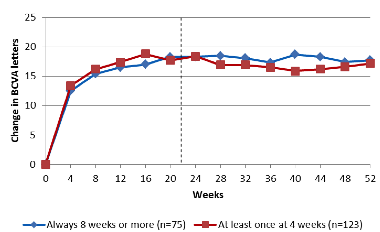 Change in BCVA letters
25
20
15
10
5
0
0 4 8 12 16 20 24 28 32 36 40 44 48 52
Weeks
Always 8 weeks or more (n=75) At least once at 4 weeks (n=123)